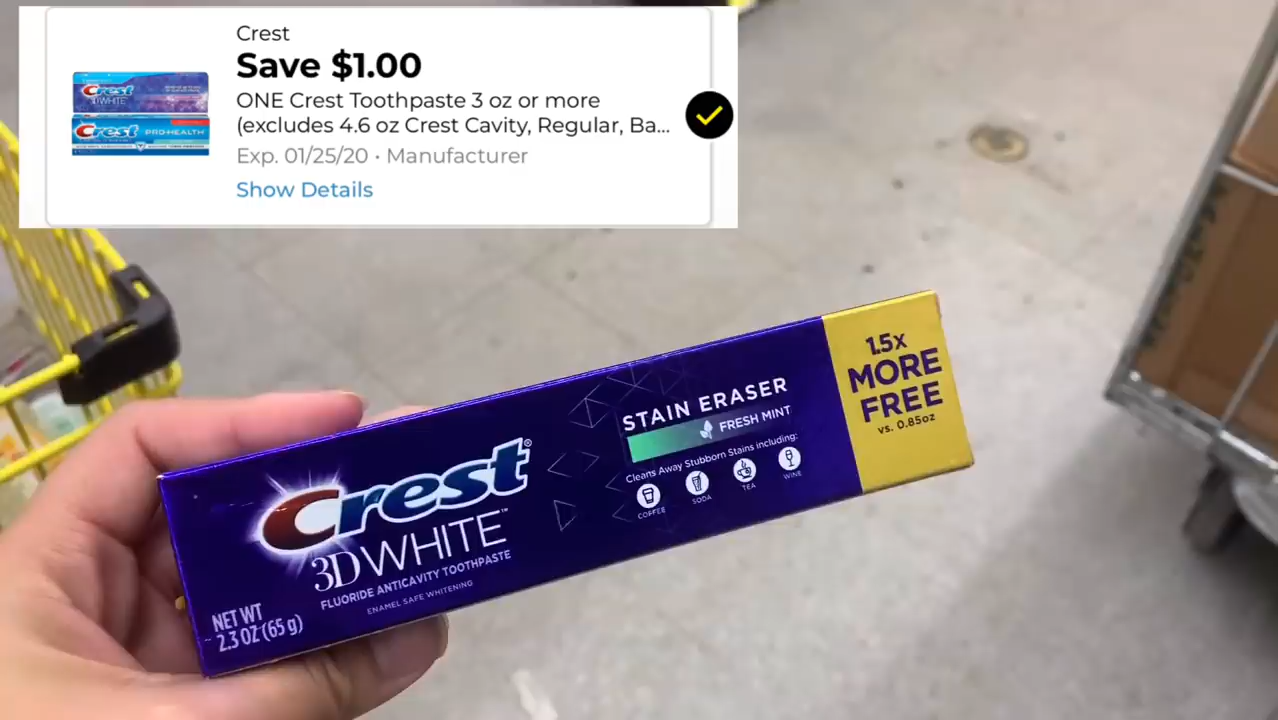 Crest
Save $1.00
ONE Crest Toothpaste 3 oz or more
(excludes 4.6 oz Crest Cavity, Regular, Ba...
Exp. 01/25/20 • Manufacturer
Show Details
Crest
3D WHITE
Crest
PRO-HEALTH
1.5x
MORE
FREE
vs. 0.85oz
STAIN ERASER
FRESH MINT
Cleans Away Stubborn Stains including:
COFFEE
SODA
TEA
WINE
Crest®
3D WHITE™
FLUORIDE ANTICAVITY TOOTHPASTE
ENAMEL SAFE WHITENING
NET WT
2.3 OZ (65 g)